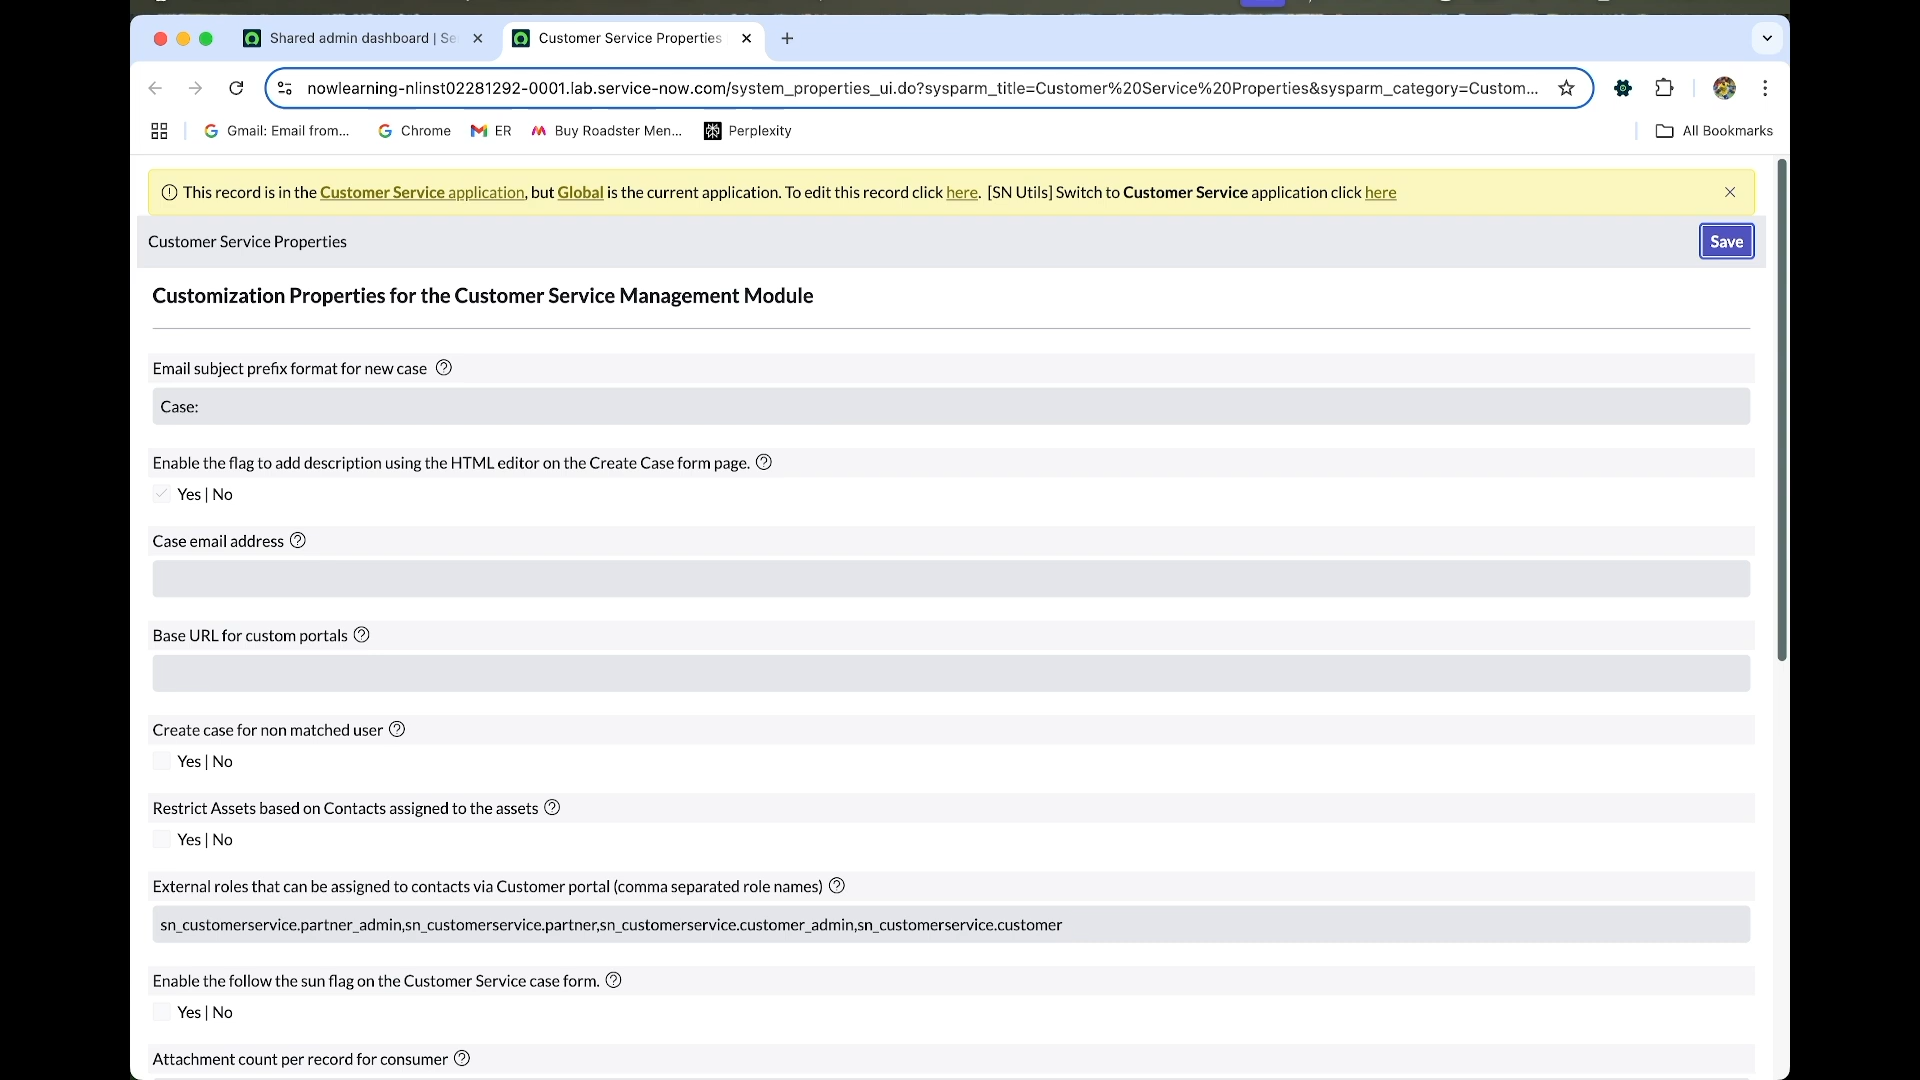 Shared admin dashboard | Se
Customer Service Properties
nowlearning-nlinst02281292-0001.lab.service-now.com/system_properties_ui.do?sysparm_title=Customer%20Service%20Properties&sysparm_category=Custom...
Gmail: Email from...
Chrome
ER
Buy Roadster Men...
Perplexity
All Bookmarks
This record is in the Customer Service application, but Global is the current application. To edit this record click here. [SN Utils] Switch to Customer Service application click here
Customer Service Properties
Save
Customization Properties for the Customer Service Management Module
Email subject prefix format for new case
Case:
Enable the flag to add description using the HTML editor on the Create Case form page.
Yes | No
Case email address
Base URL for custom portals
Create case for non matched user
Yes | No
Restrict Assets based on Contacts assigned to the assets
Yes | No
External roles that can be assigned to contacts via Customer portal (comma separated role names)
sn_customerservice.partner_admin,sn_customerservice.partner,sn_customerservice.customer_admin,sn_customerservice.customer
Enable the follow the sun flag on the Customer Service case form.
Yes | No
Attachment count per record for consumer